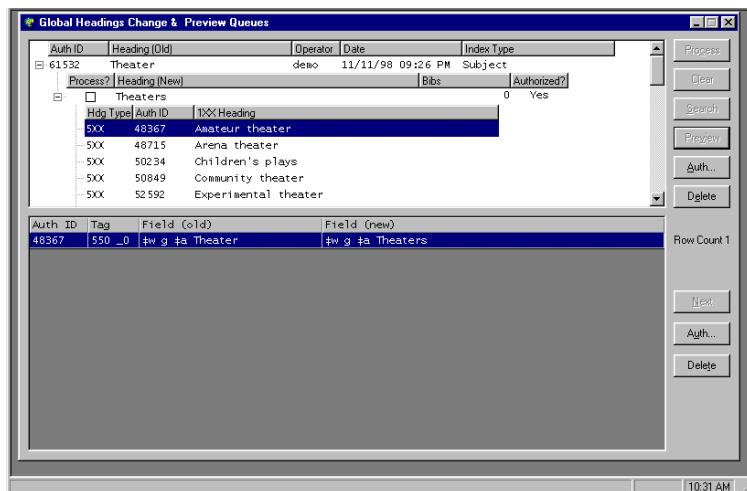 Global Headings Change & Preview Queues
Auth ID Heading (Old) Operator Date Index Type
61532 Theater demo 11/11/98 09:26 PM Subject
Process? Heading (New) Bibs Authorized?
Theaters 0 Yes
Hdg Type Auth ID 1XX Heading
5XX 48367 Amateur theater
5XX 48715 Arena theater
5XX 50234 Children's plays
5XX 50849 Community theater
5XX 52592 Experimental theater
Process
Clear
Search
Preview
Auth...
Delete
Auth ID Tag Field (old) Field (new)
48367 550 _0 ‡w g ‡a Theater ‡w g ‡a Theaters
Row Count 1
Next
Auth...
Delete
10:31 AM